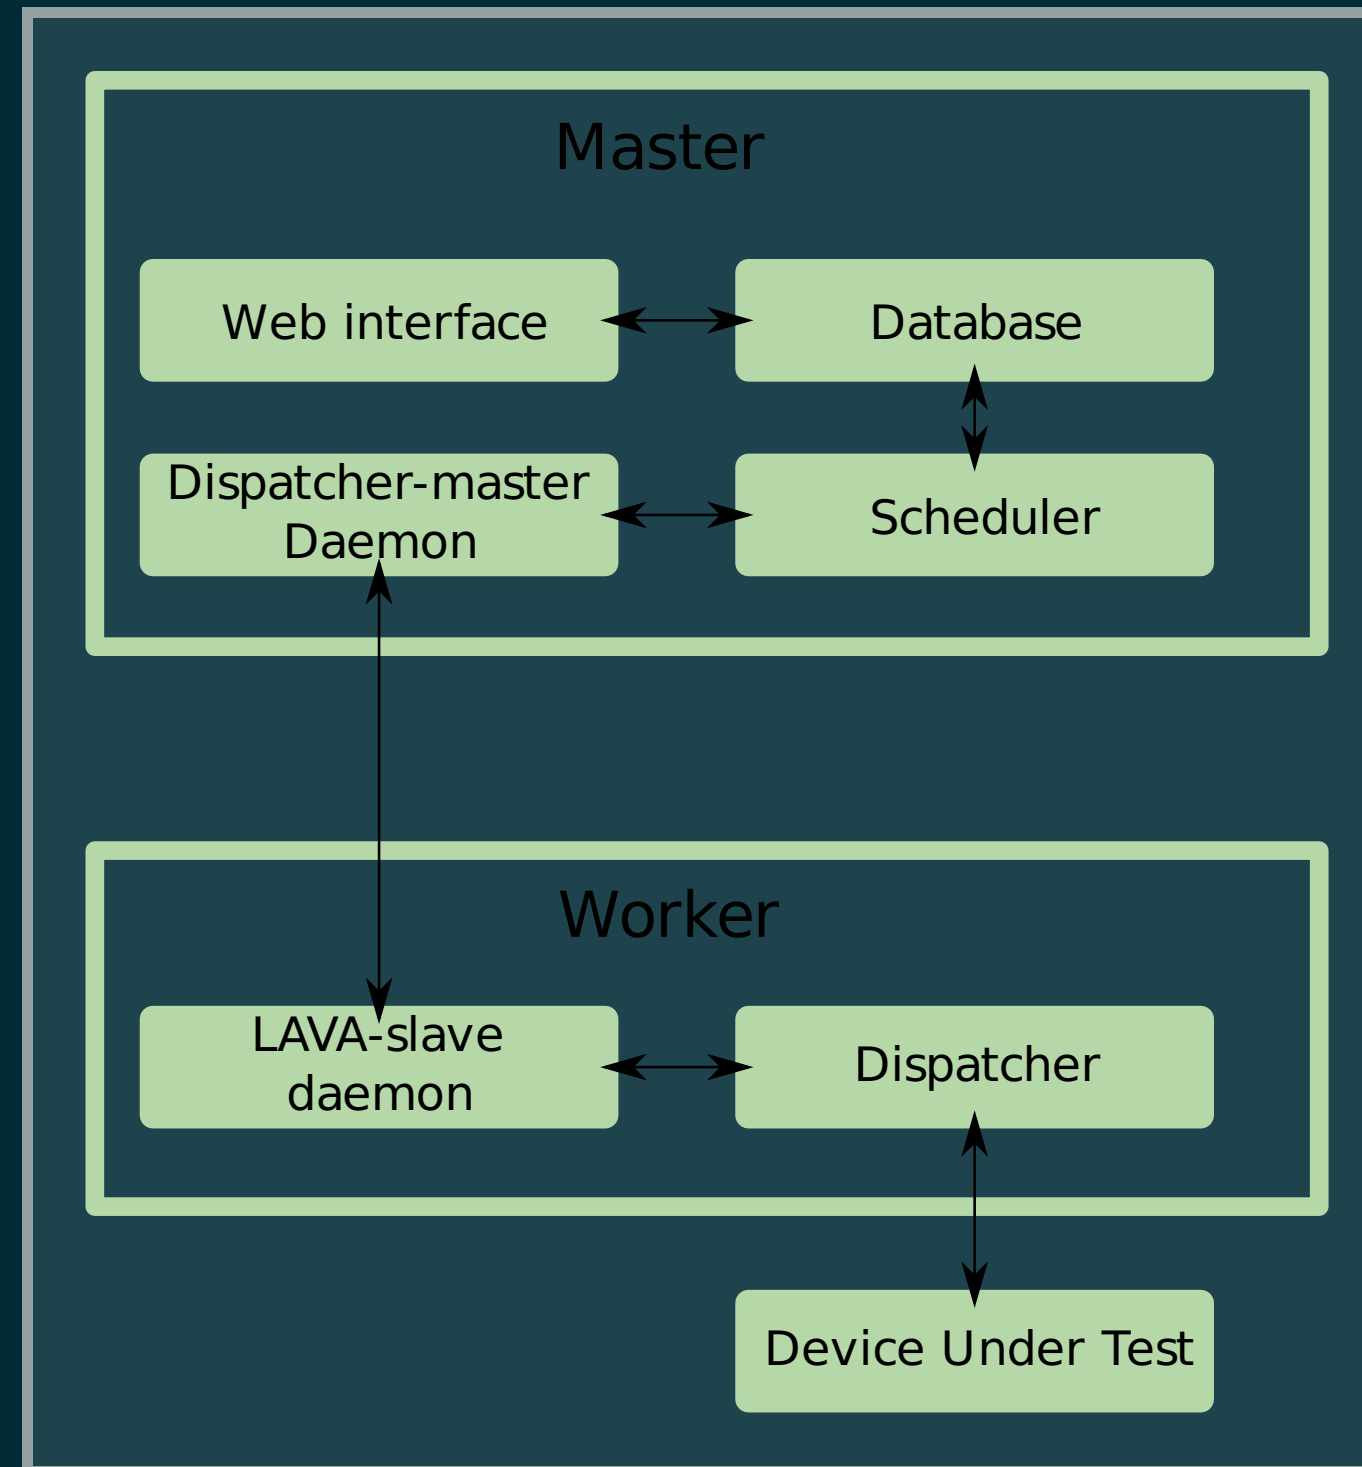 Master
Web interface
Database
Dispatcher-master
Daemon
Scheduler
Worker
LAVA-slave
daemon
Dispatcher
Device Under Test